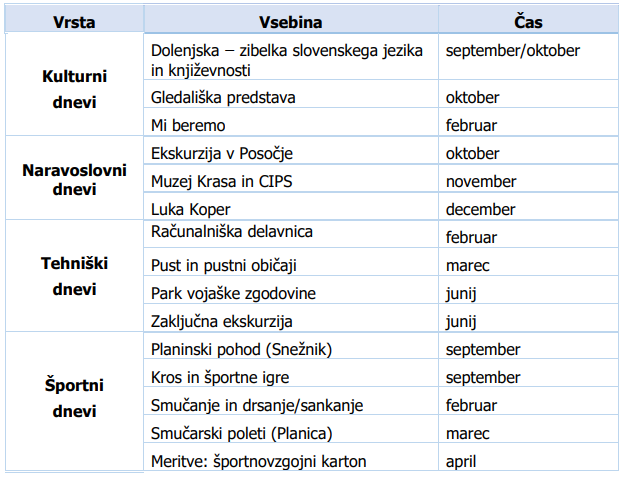 Vrsta Vsebina Čas
Kulturni dnevi
Dolenjska – zibelka slovenskega jezika in književnosti september/oktober
Gledališka predstava oktober
Mi beremo februar
Naravoslovni dnevi
Ekskurzija v Posočje oktober
Muzej Krasa in CIPS november
Luka Koper december
Tehniški dnevi
Računalniška delavnica februar
Pust in pustni običaji marec
Park vojaške zgodovine junij
Zaključna ekskurzija junij
Športni dnevi
Planinski pohod (Snežnik) september
Kros in športne igre september
Smučanje in drsanje/sankanje februar
Smučarski poleti (Planica) marec
Meritve: športnovzgojni karton april